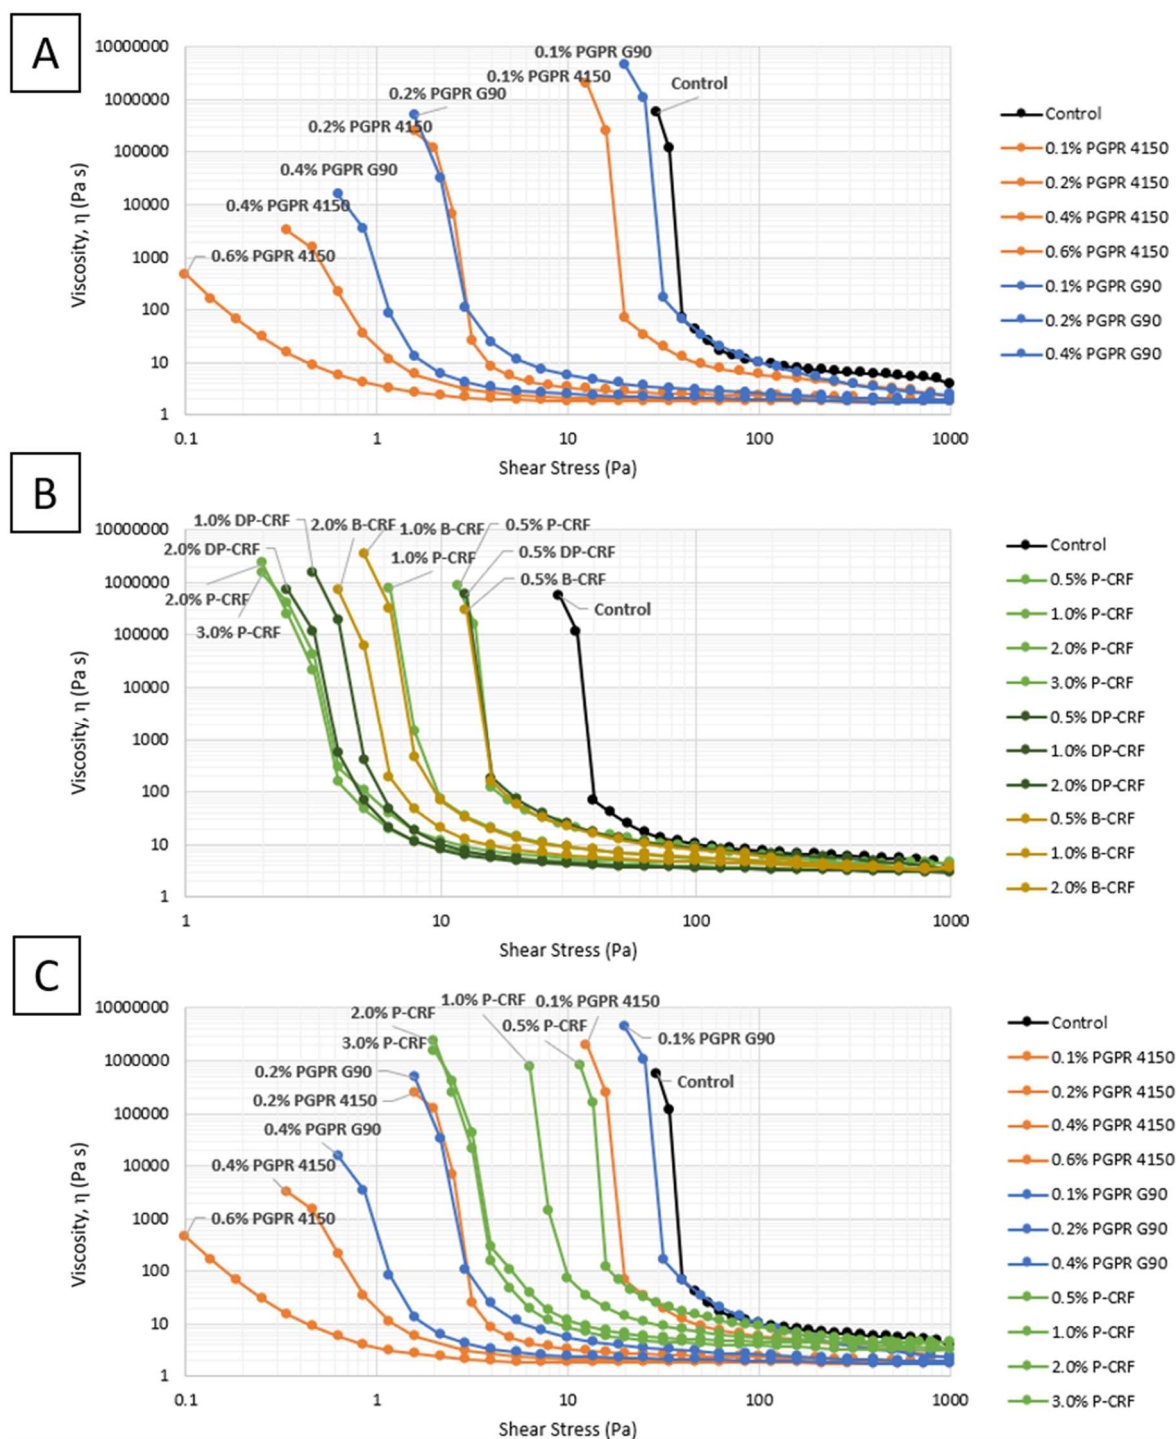 A
10000000
1000000
100000
10000
1000
100
10
1
Viscosity, η (Pa s)
0.1% PGPR G90
0.1% PGPR 4150
Control
0.2% PGPR G90
0.2% PGPR 4150
0.4% PGPR G90
0.4% PGPR 4150
0.6% PGPR 4150
0.1
1
10
100
1000
Shear Stress (Pa)
Control
0.1% PGPR 4150
0.2% PGPR 4150
0.4% PGPR 4150
0.6% PGPR 4150
0.1% PGPR G90
0.2% PGPR G90
0.4% PGPR G90
B
10000000
1000000
100000
10000
1000
100
10
1
Viscosity, η (Pa s)
1.0% DP-CRF
2.0% B-CRF
1.0% B-CRF
0.5% P-CRF
2.0% DP-CRF
1.0% P-CRF
0.5% DP-CRF
0.5% B-CRF
2.0% P-CRF
Control
3.0% P-CRF
1
10
100
1000
Shear Stress (Pa)
Control
0.5% P-CRF
1.0% P-CRF
2.0% P-CRF
3.0% P-CRF
0.5% DP-CRF
1.0% DP-CRF
2.0% DP-CRF
0.5% B-CRF
1.0% B-CRF
2.0% B-CRF
C
10000000
1000000
100000
10000
1000
100
10
1
Viscosity, η (Pa s)
1.0% P-CRF
0.1% PGPR 4150
2.0% P-CRF
0.5% P-CRF
0.1% PGPR G90
3.0% P-CRF
0.2% PGPR G90
Control
0.2% PGPR 4150
0.4% PGPR G90
0.4% PGPR 4150
0.6% PGPR 4150
0.1
1
10
100
1000
Shear Stress (Pa)
Control
0.1% PGPR 4150
0.2% PGPR 4150
0.4% PGPR 4150
0.6% PGPR 4150
0.1% PGPR G90
0.2% PGPR G90
0.4% PGPR G90
0.5% P-CRF
1.0% P-CRF
2.0% P-CRF
3.0% P-CRF